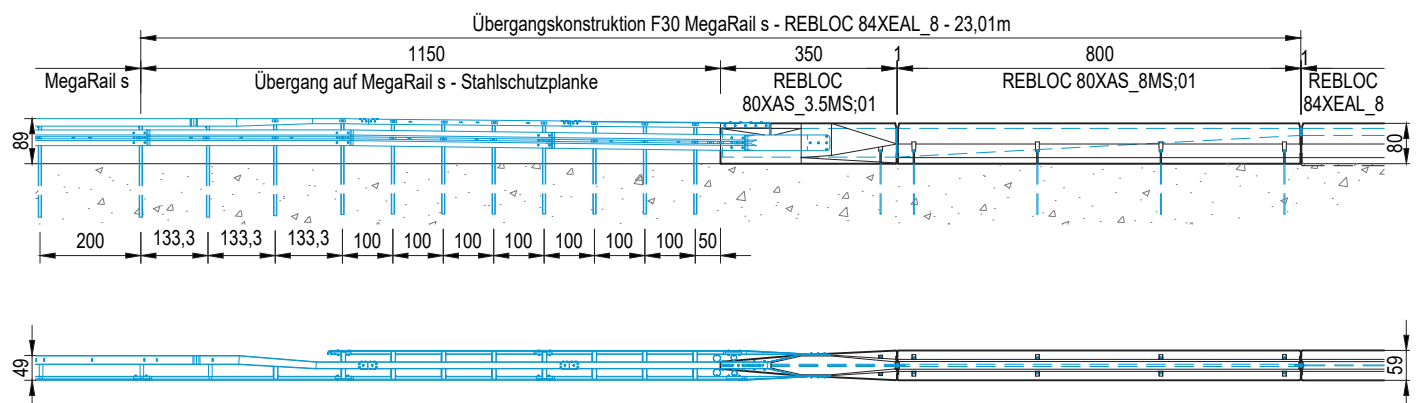 Übergangskonstruktion F30 MegaRail s - REBLOC 84XEAL_8 - 23,01m
1150
350
1
800
1
MegaRail s
Übergang auf MegaRail s - Stahlschutzplanke
REBLOC
80XAS_3.5MS;01
REBLOC 80XAS_8MS;01
REBLOC
84XEAL_8
89
80
200
133,3
133,3
133,3
100
100
100
100
100
100
100
50
49
59